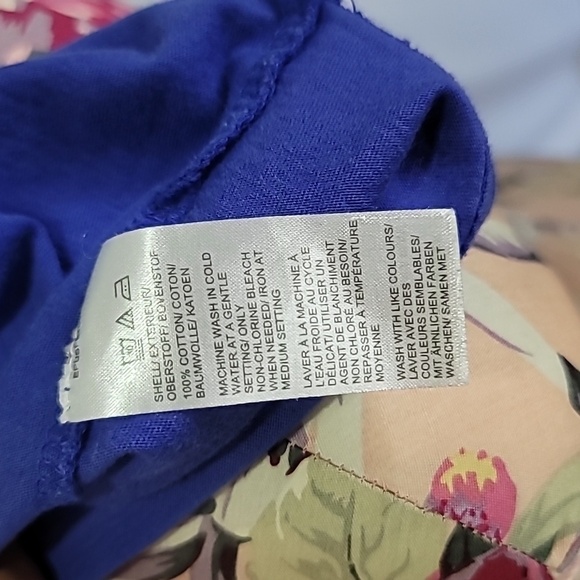 SHELL/EXTERIEUR/
OBERSTOFF/BOVENSTOF
100% COTTON/ COTON/
BAUMWOLLE/ KATOEN
MACHINE WASH IN COLD
WATER AT A GENTLE
SETTING/ ONLY
NON-CHLORING BLEACH
WHEN NEEDED/ IRON AT
MEDIUM SETTING
LAVER À LA MACHINE À
L'EAU FROIDE AU CYCLE
DÉLICAT/ UTILISER UN
AGENT DE BLANCHIMENT
NON CHLORÉ AU BESOIN/
REPASSER À TEMPÉRATURE
MOYENNE
WASH WITH LIKE COLOURS/
LAVER AVEC DES
COULEURS SEMBLABLES/
MIT ÄHNLICHEN FARBEN
WASCHEN/ SAMEN MET